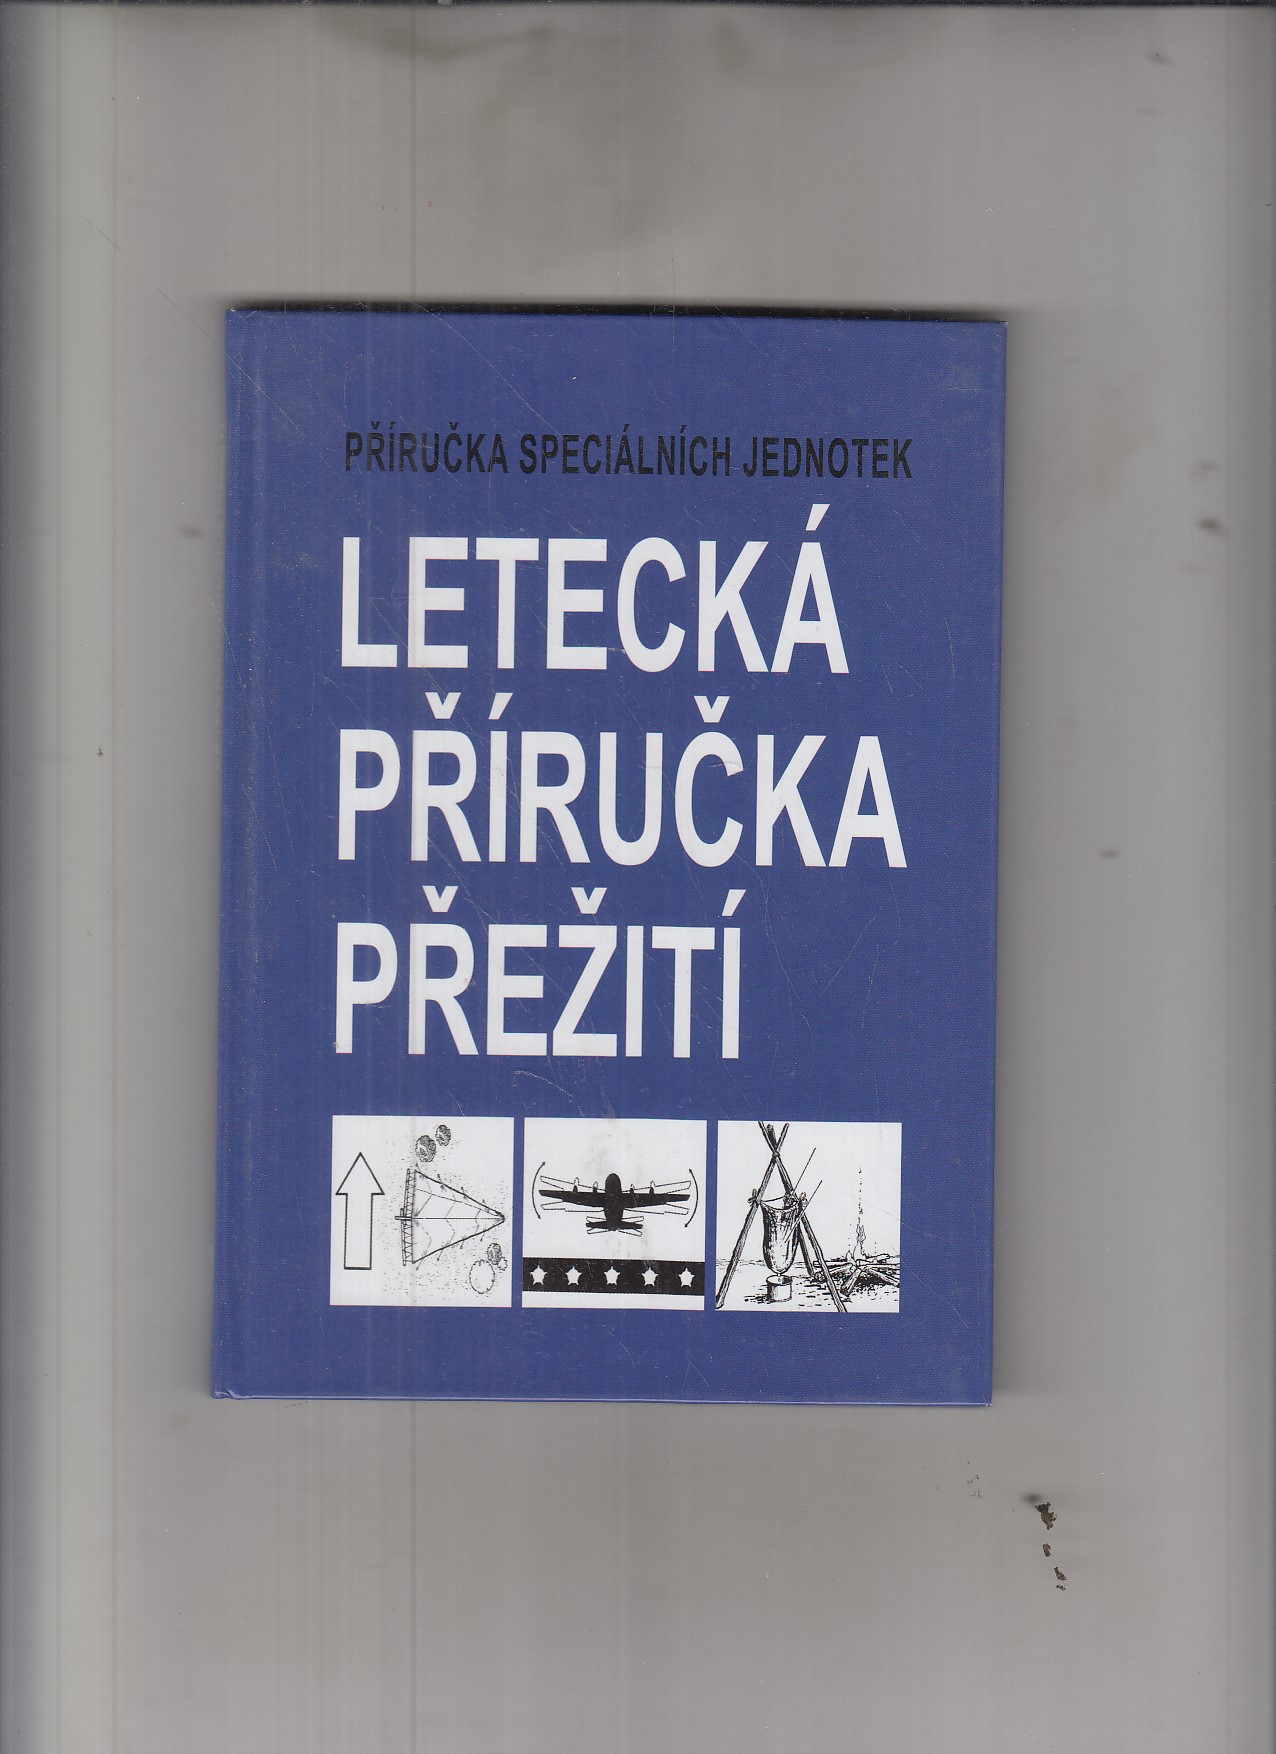 PŘÍRUČKA SPECIÁLNÍCH JEDNOTEK
LETECKÁ
PŘÍRUČKA
PŘEŽITÍ